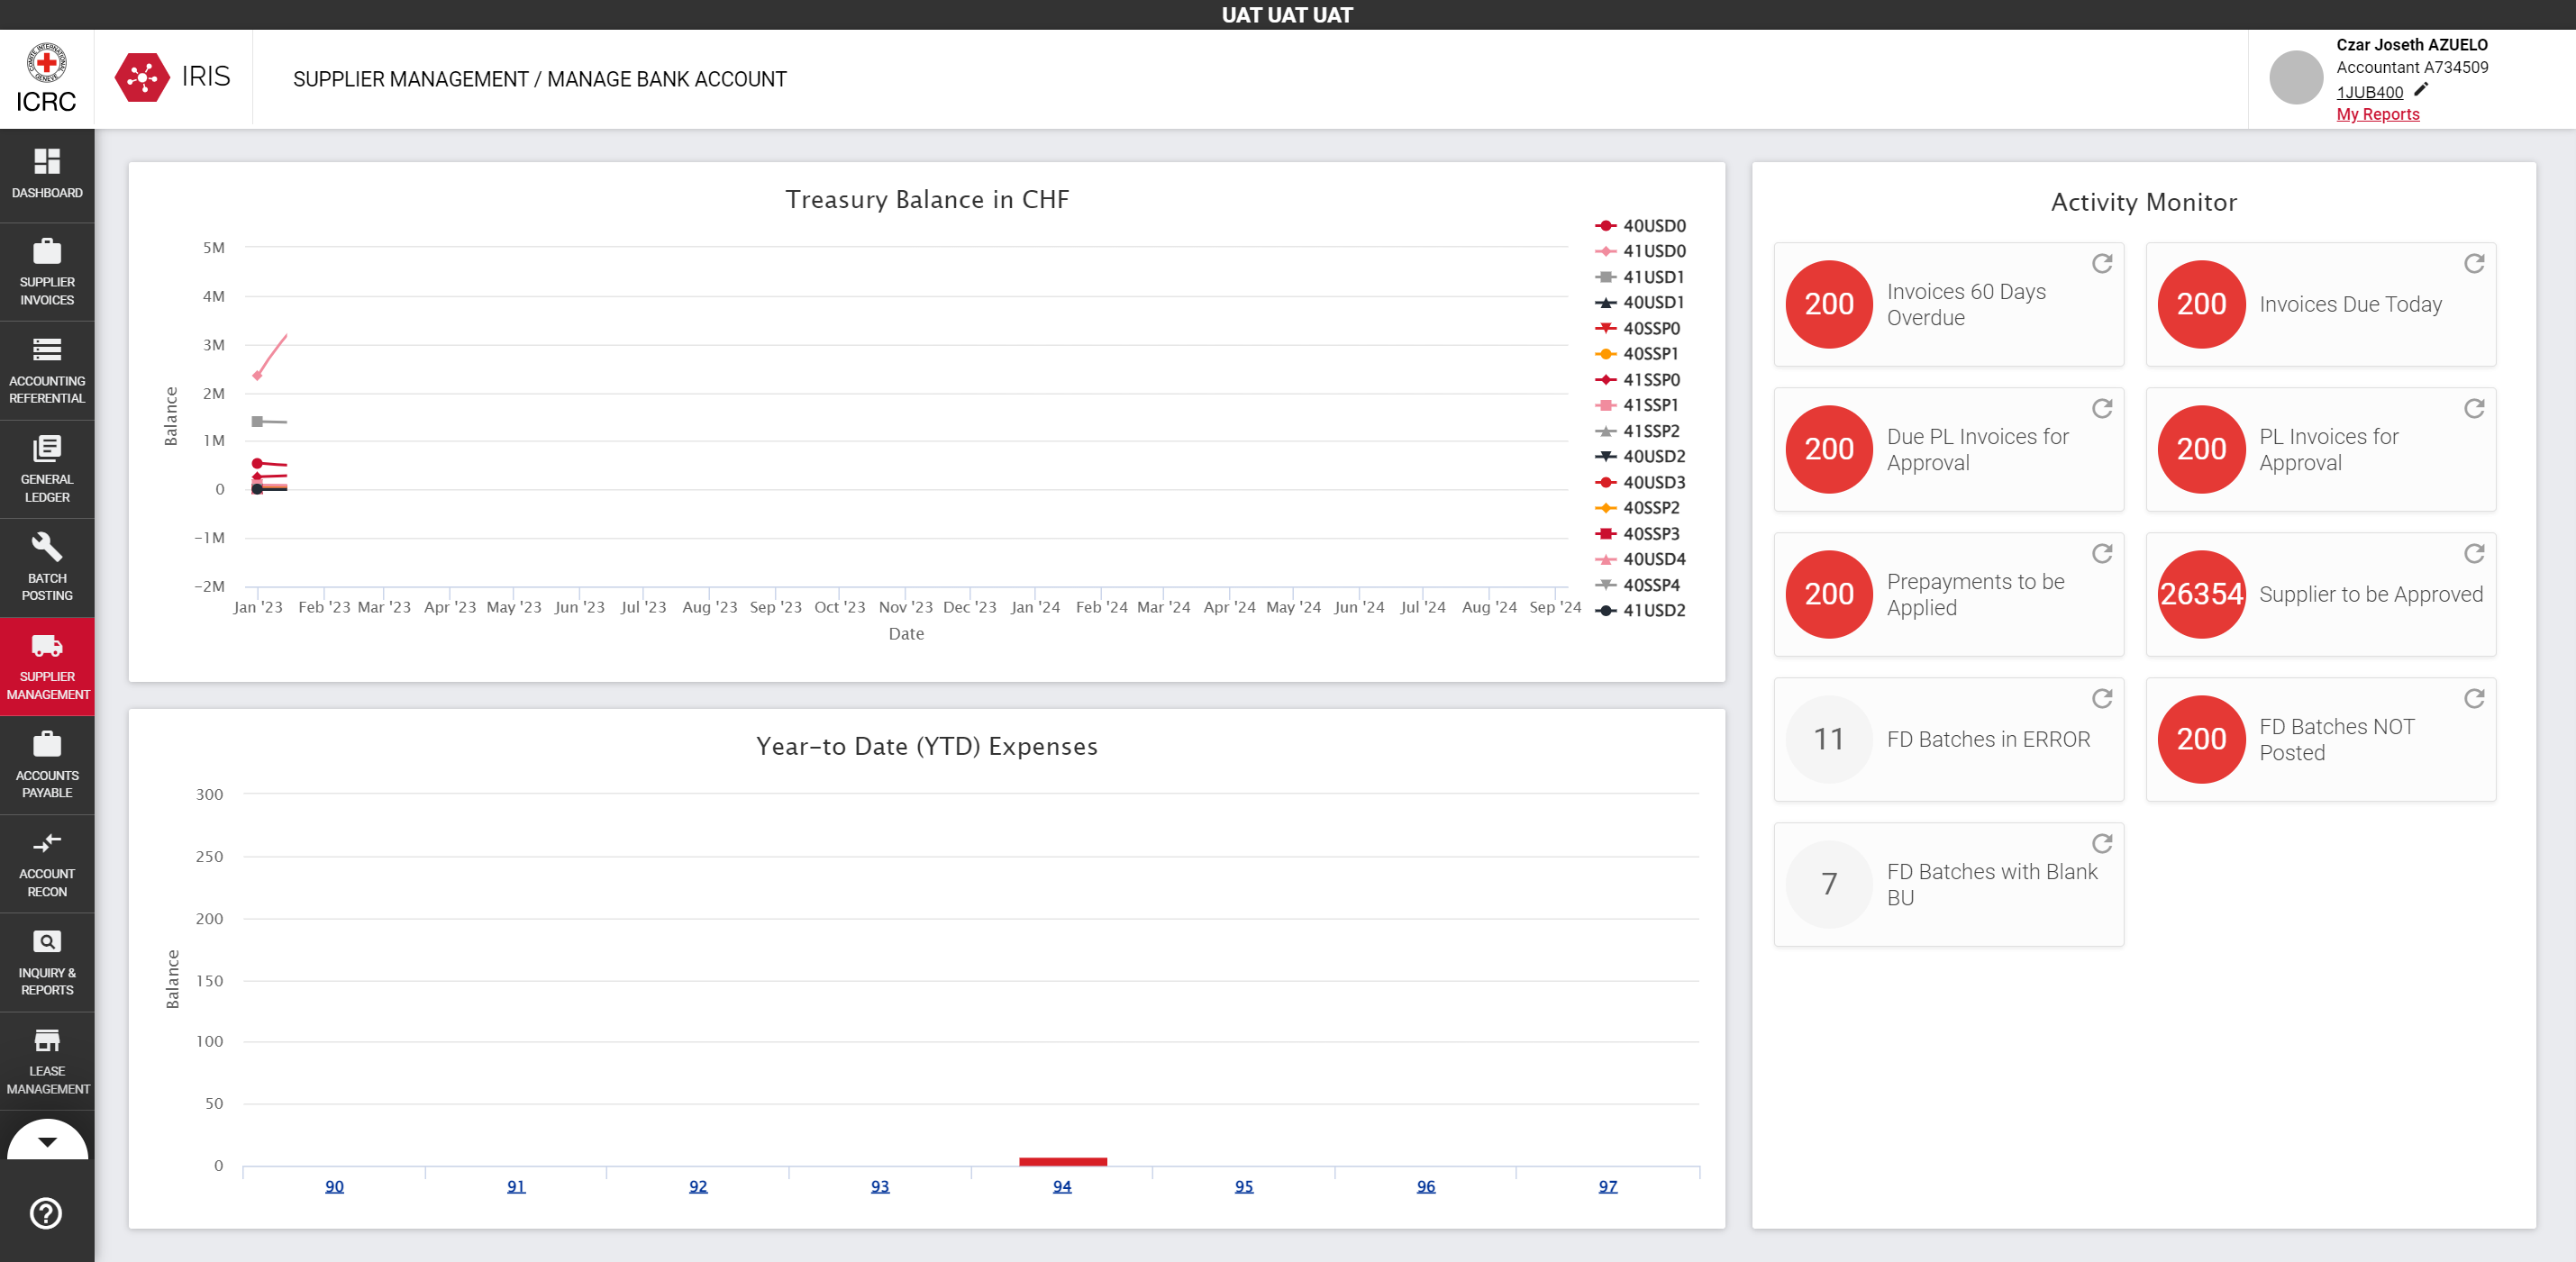 UAT UAT UAT
COMITE INTERNATIONAL GENEVE
ICRC
IRIS
SUPPLIER MANAGEMENT / MANAGE BANK ACCOUNT
Czar Joseth AZUELO
Accountant A734509
1JUB400
My Reports
DASHBOARD
SUPPLIER
INVOICES
ACCOUNTING
REFERENTIAL
GENERAL
LEDGER
BATCH
POSTING
SUPPLIER
MANAGEMENT
ACCOUNTS
PAYABLE
ACCOUNT
RECON
INQUIRY &
REPORTS
LEASE
MANAGEMENT
Treasury Balance in CHF
5M
4M
3M
2M
1M
0
-1M
-2M
Balance
Jan '23 Feb '23 Mar '23 Apr '23 May '23 Jun '23 Jul '23 Aug '23 Sep '23 Oct '23 Nov '23 Dec '23 Jan '24 Feb '24 Mar '24 Apr '24 May '24 Jun '24 Jul '24 Aug '24 Sep '24
Date
40USD0
41USD0
41USD1
40USD1
40SSP0
40SSP1
41SSP0
41SSP1
41SSP2
40USD2
40USD3
40SSP2
40SSP3
40USD4
40SSP4
41USD2
Year-to Date (YTD) Expenses
300
250
200
150
100
50
0
Balance
90 91 92 93 94 95 96 97
Activity Monitor
200
Invoices 60 Days
Overdue
200
Invoices Due Today
200
Due PL Invoices for
Approval
200
PL Invoices for
Approval
200
Prepayments to be
Applied
26354
Supplier to be Approved
11
FD Batches in ERROR
200
FD Batches NOT
Posted
7
FD Batches with Blank
BU